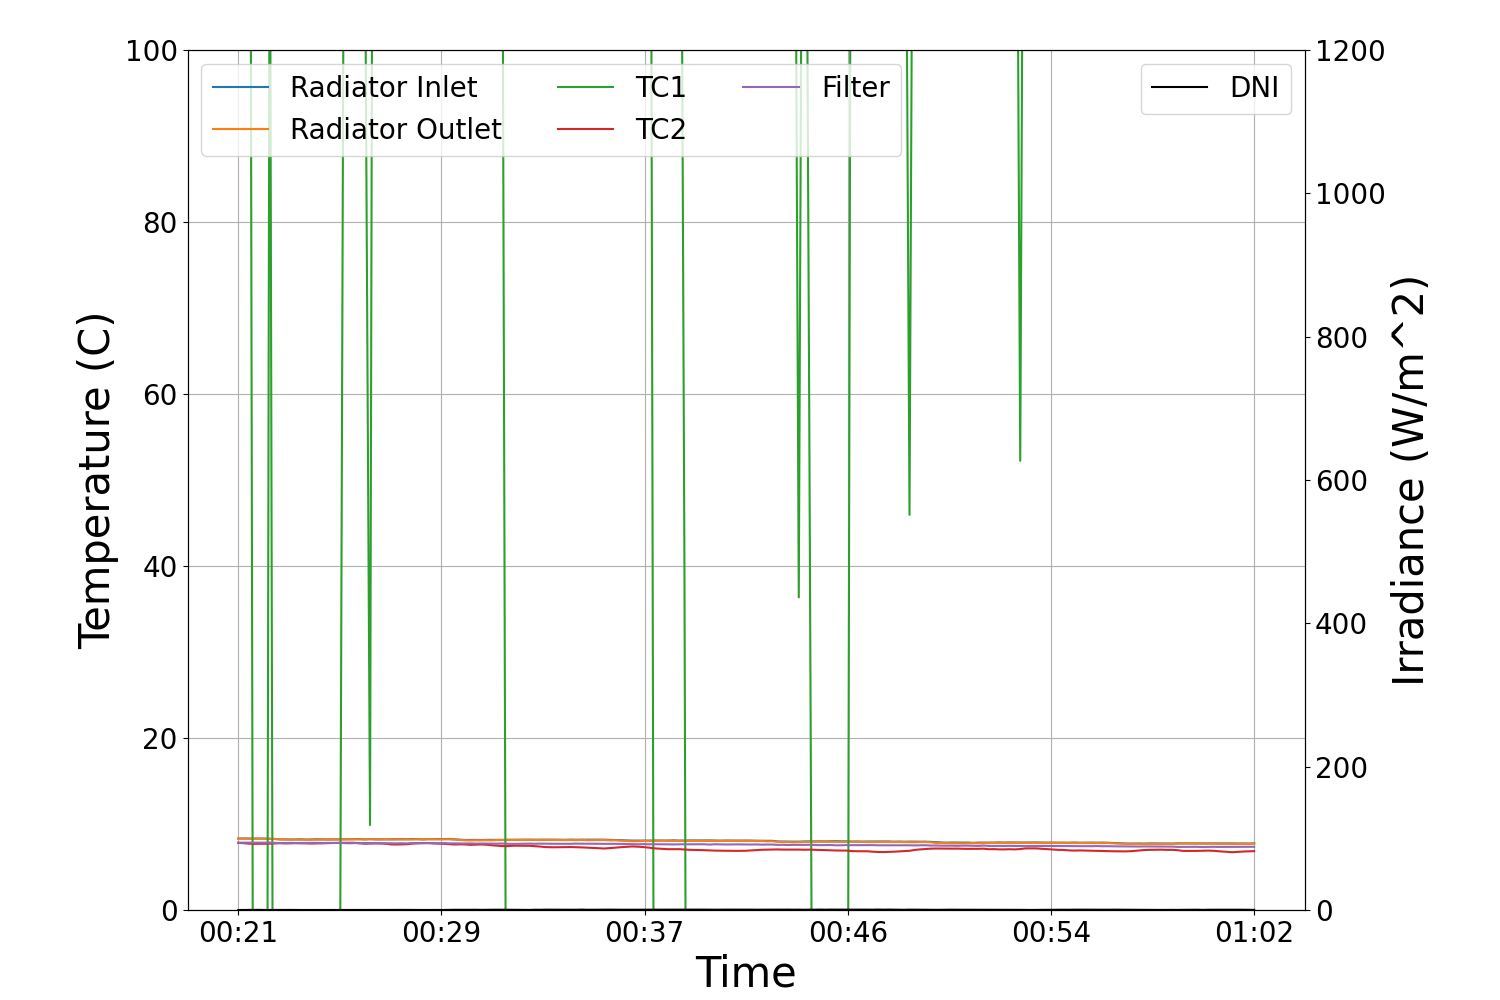 100
80
60
40
20
0
Temperature (C)
Radiator Inlet
Radiator Outlet
TC1
TC2
Filter
DNI
1200
1000
800
600
400
200
0
Irradiance (W/m^2)
00:21 00:29 00:37 00:46 00:54 01:02
Time